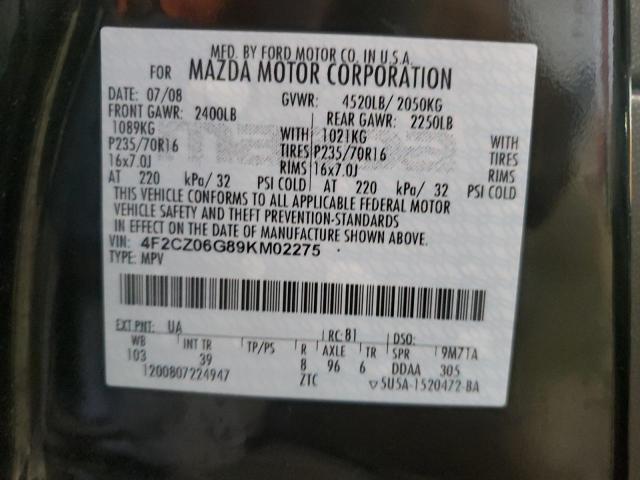 MFD. BY FORD MOTOR CO. IN U.S.A.
FOR MAZDA MOTOR CORPORATION
DATE: 07/08 GVWR: 4520LB/ 2050KG
FRONT GAWR: 2400LB REAR GAWR: 2250LB
1089KG WITH 1021KG WITH
P235/70R16 TIRES P235/70R16 TIRES
16x7.0J RIMS 16x7.0J RIMS
AT 220 kPa/ 32 PSI COLD AT 220 kPa/ 32 PSI COLD
THIS VEHICLE CONFORMS TO ALL APPLICABLE FEDERAL MOTOR
VEHICLE SAFETY AND THEFT PREVENTION STANDARDS
IN EFFECT ON THE DATE OF MANUFACTURE SHOWN ABOVE.
VIN: 4F2CZ06G89KM02275
TYPE: MPV
mazda
EXT PNT: UA RC: 81 DSO:
WB INT TR TP/PS R AXLE TR SPR 9M71A
103 39 8 96 6 DDAA 305
1200807224947 ZTC ▽5U5A-1520472-BA